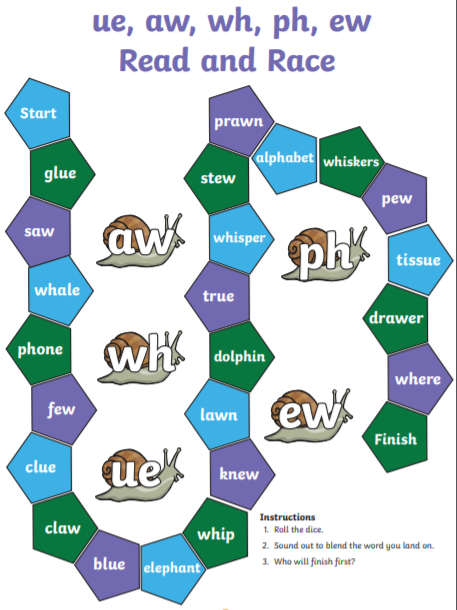 ue, aw, wh, ph, ew
Read and Race
Start
glue
saw
whale
phone
few
clue
claw
blue
elephant
whip
knew
lawn
dolphin
true
whisper
stew
prawn
alphabet
whiskers
pew
tissue
drawer
where
Finish
aw
wh
ue
ph
ew
Instructions
1. Roll the dice.
2. Sound out to blend the word you land on.
3. Who will finish first?